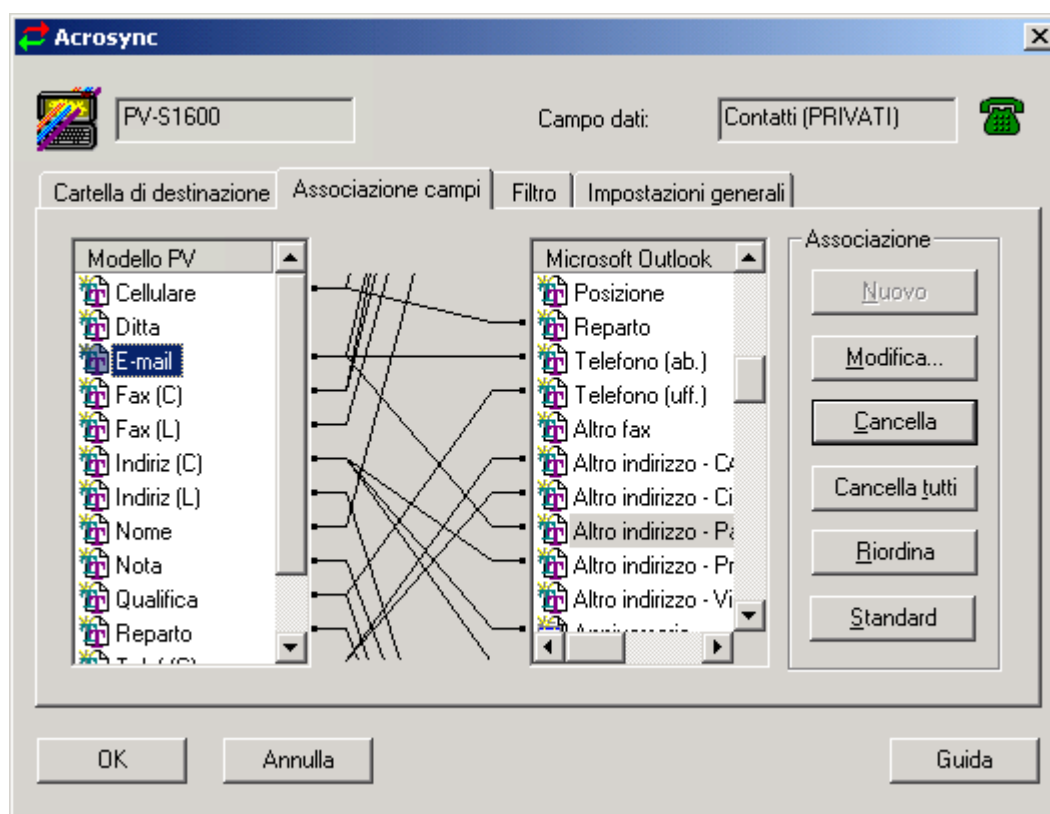 Acrosync
PV-S1600
Campo dati:
Contatti (PRIVATI)
Cartella di destinazione
Associazione campi
Filtro
Impostazioni generali
Modello PV
Cellulare
Ditta
E-mail
Fax (C)
Fax (L)
Indiriz (C)
Indiriz (L)
Nome
Nota
Qualifica
Reparto
Microsoft Outlook
Posizione
Reparto
Telefono (ab.)
Telefono (uff.)
Altro fax
Altro indirizzo - CA
Altro indirizzo - Ci
Altro indirizzo - Pa
Altro indirizzo - Pr
Altro indirizzo - Vi
Associazione
Nuovo
Modifica...
Cancella
Cancella tutti
Riordina
Standard
OK
Annulla
Guida